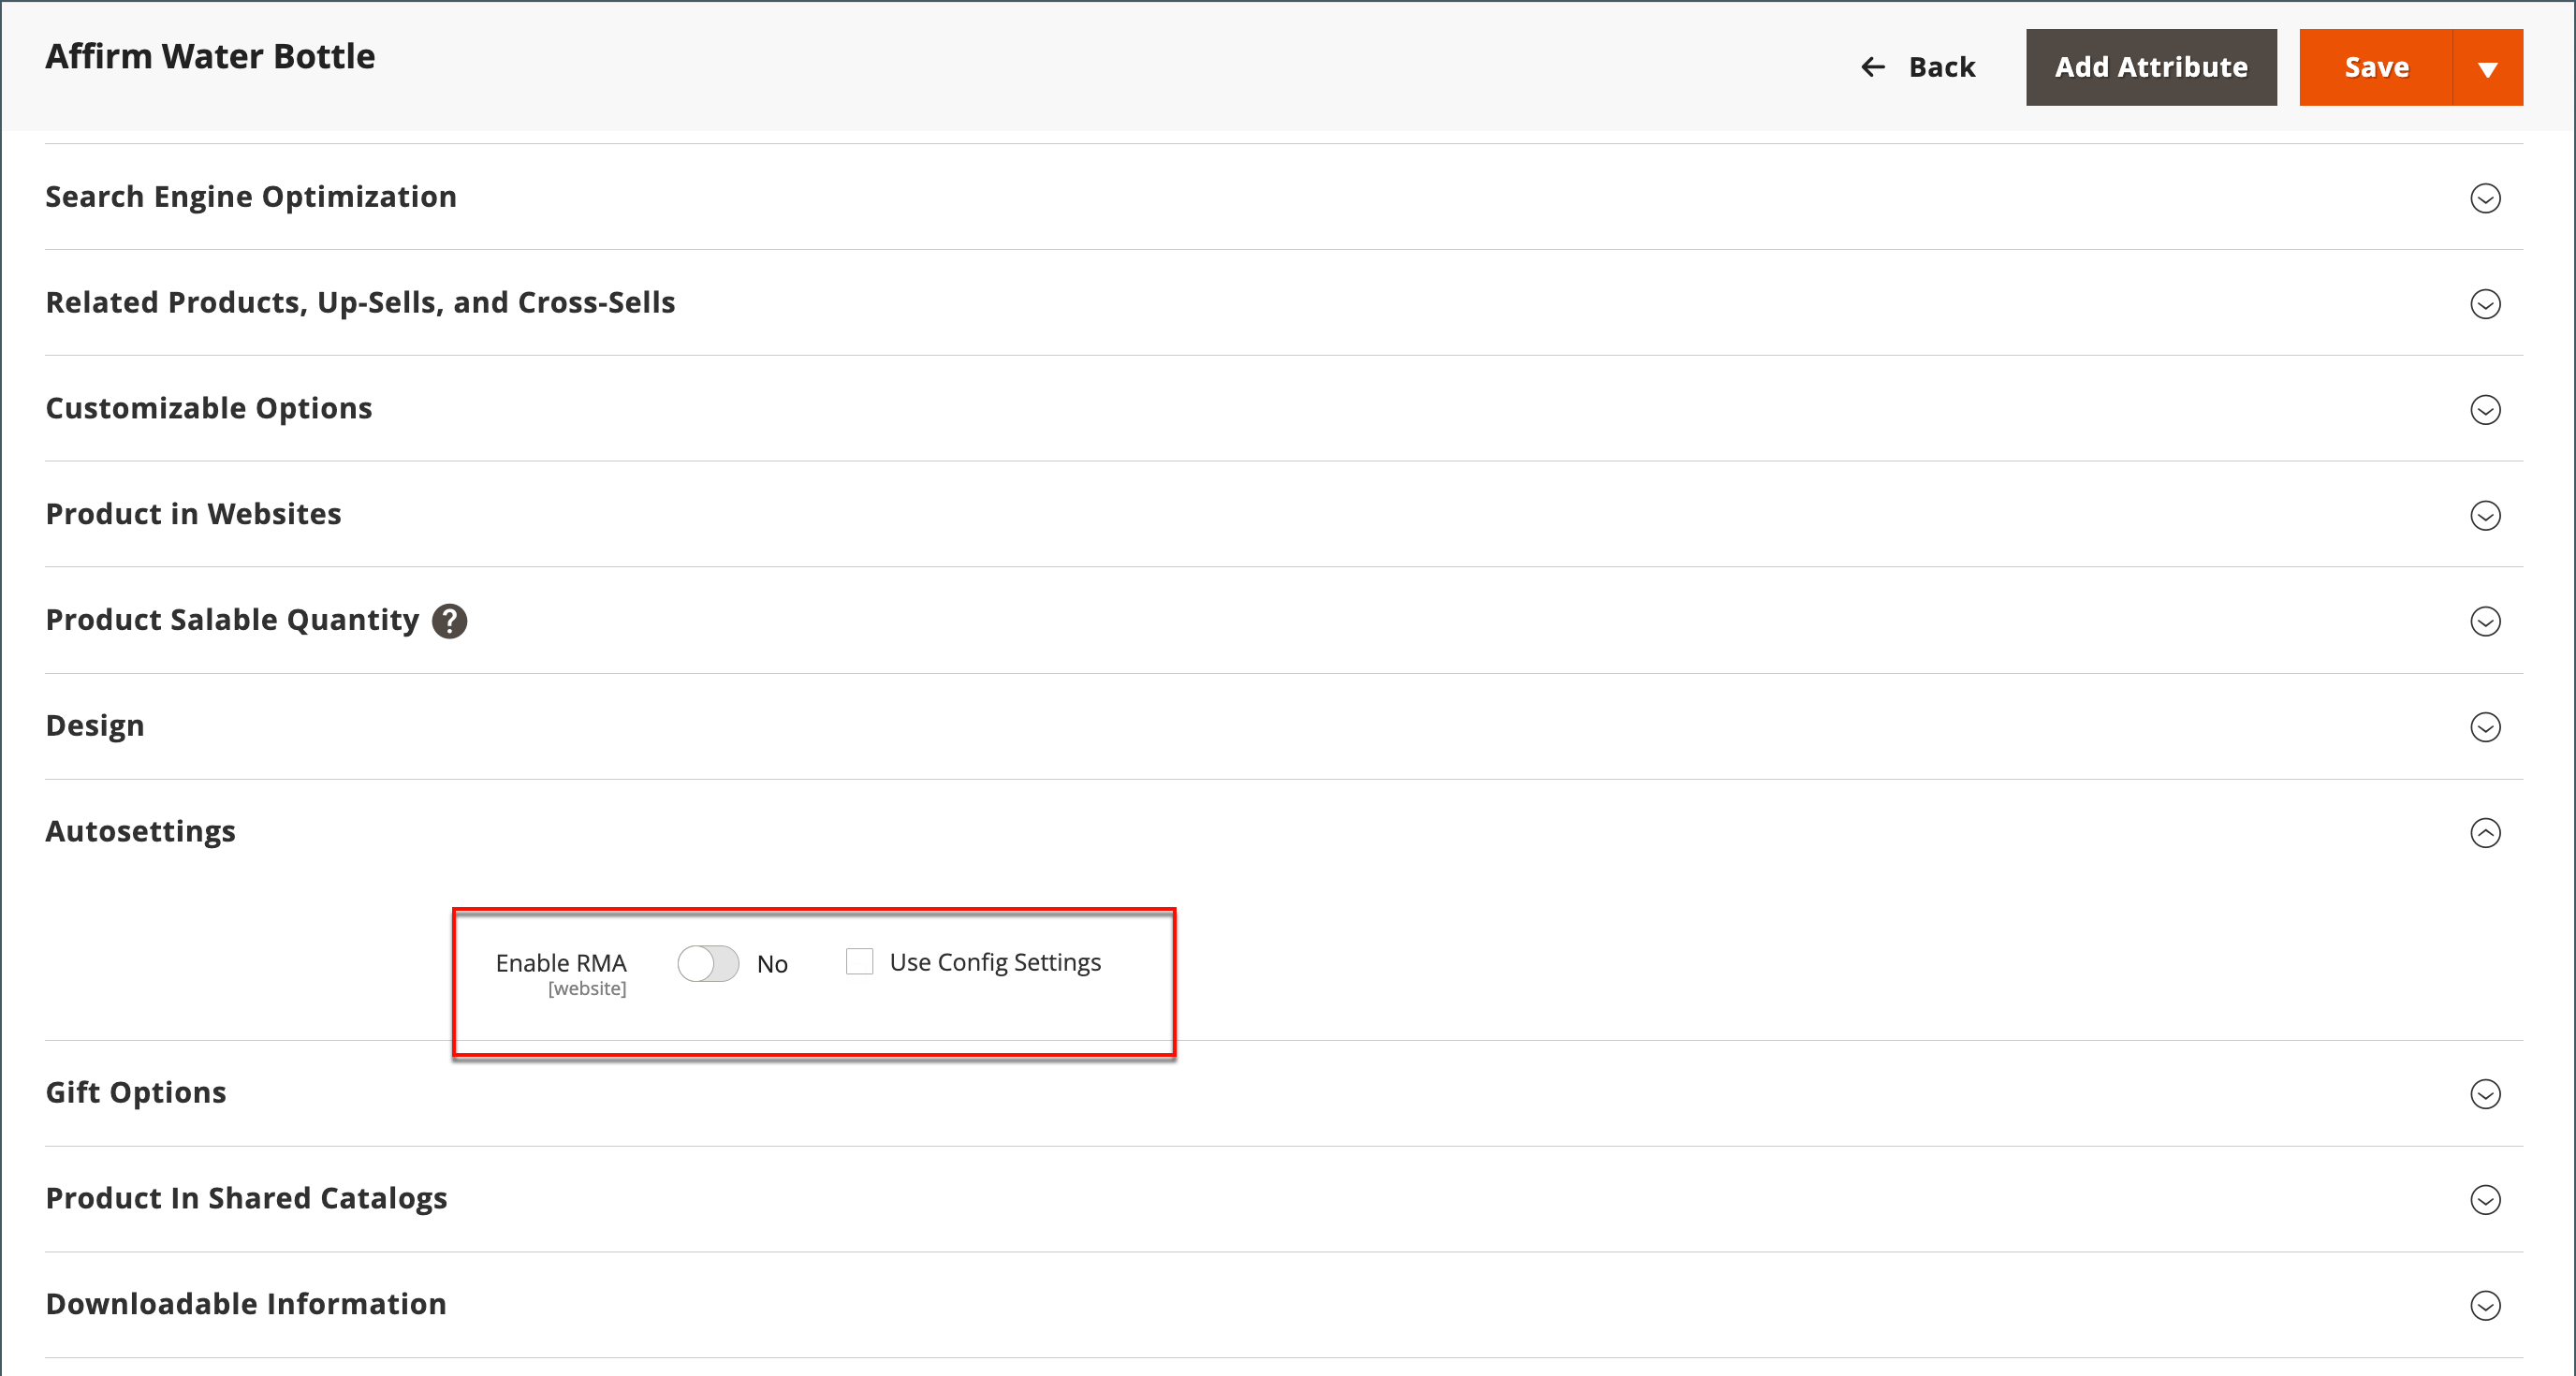 Affirm Water Bottle
← Back
Add Attribute
Save
Search Engine Optimization
Related Products, Up-Sells, and Cross-Sells
Customizable Options
Product in Websites
Product Salable Quantity ?
Design
Autosettings
Enable RMA No Use Config Settings
[website]
Gift Options
Product In Shared Catalogs
Downloadable Information